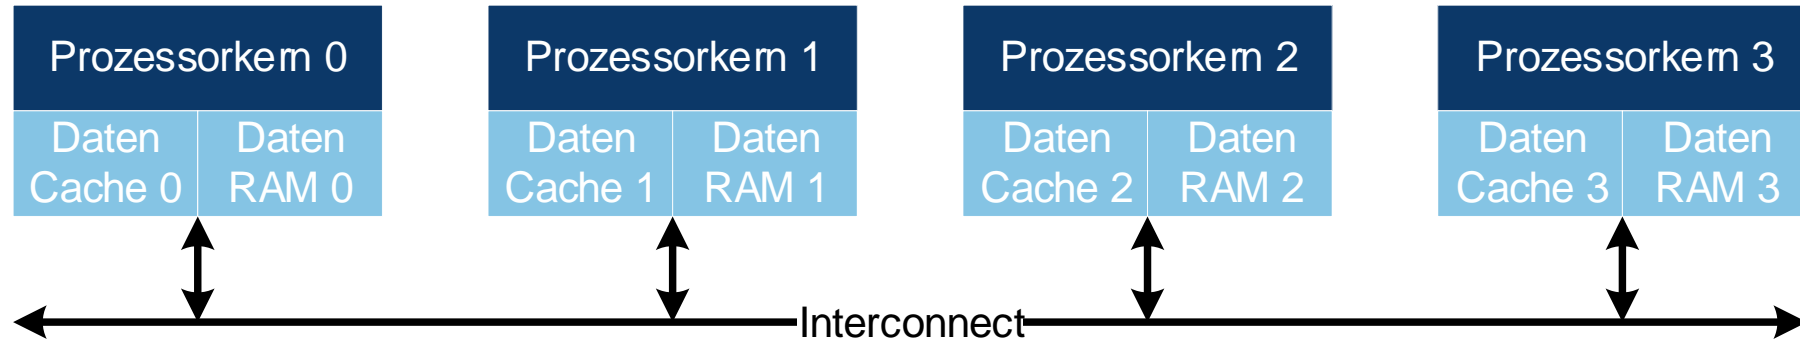 Prozessorkern 0
Prozessorkern 1
Prozessorkern 2
Prozessorkern 3
Daten
Cache 0
Daten
RAM 0
Daten
Cache 1
Daten
RAM 1
Daten
Cache 2
Daten
RAM 2
Daten
Cache 3
Daten
RAM 3
Interconnect